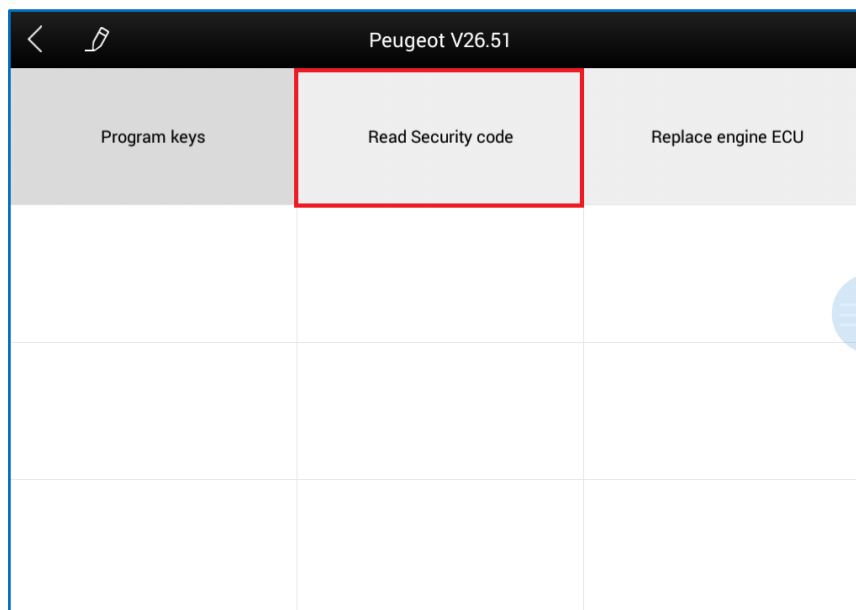 Peugeot V26.51
Program keys
Read Security code
Replace engine ECU